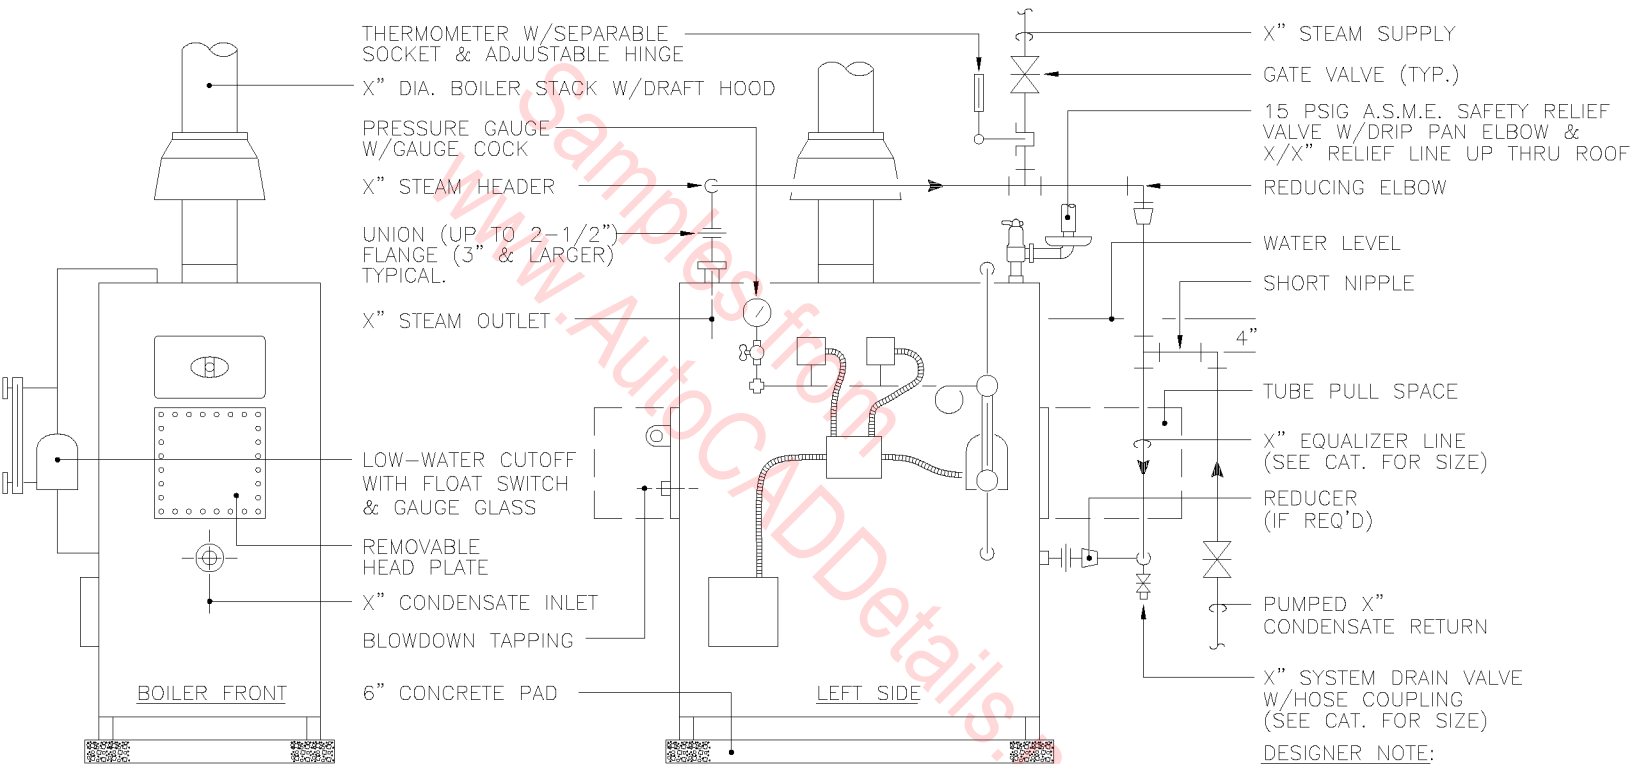 THERMOMETER W/SEPARABLE
SOCKET & ADJUSTABLE HINGE
X" DIA. BOILER STACK W/DRAFT HOOD
PRESSURE GAUGE
W/GAUGE COCK
X" STEAM HEADER
UNION (UP TO 2-1/2")
FLANGE (3" & LARGER)
TYPICAL.
X" STEAM OUTLET
LOW-WATER CUTOFF
WITH FLOAT SWITCH
& GAUGE GLASS
REMOVABLE
HEAD PLATE
X" CONDENSATE INLET
BLOWDOWN TAPPING
6" CONCRETE PAD
BOILER FRONT
LEFT SIDE
X" STEAM SUPPLY
GATE VALVE (TYP.)
15 PSIG A.S.M.E. SAFETY RELIEF
VALVE W/DRIP PAN ELBOW &
X/X" RELIEF LINE UP THRU ROOF
REDUCING ELBOW
WATER LEVEL
SHORT NIPPLE
4"
TUBE PULL SPACE
X" EQUALIZER LINE
(SEE CAT. FOR SIZE)
REDUCER
(IF REQ'D)
PUMPED X"
CONDENSATE RETURN
X" SYSTEM DRAIN VALVE
W/HOSE COUPLING
(SEE CAT. FOR SIZE)
DESIGNER NOTE:
Samples from
www.AutoCADDetails.n